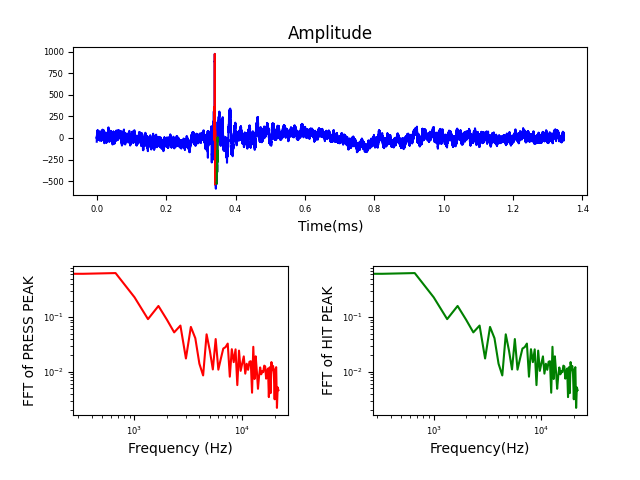 Amplitude
1000
750
500
250
0
−250
−500
0.0 0.2 0.4 0.6 0.8 1.0 1.2 1.4
Time(ms)
FFT of PRESS PEAK
10⁻¹
10⁻²
10³ 10⁴
Frequency (Hz)
FFT of HIT PEAK
10⁻¹
10⁻²
10³ 10⁴
Frequency(Hz)